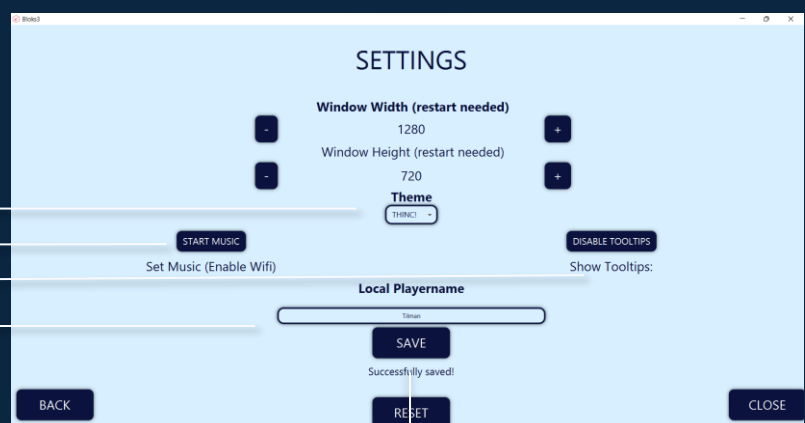 Bloks3
SETTINGS
Window Width (restart needed)
- 1280 +
Window Height (restart needed)
- 720 +
Theme
THINC!
START MUSIC DISABLE TOOLTIPS
Set Music (Enable Wifi) Show Tooltips:
Local Playername
Tilman
SAVE
Successfully saved!
BACK RESET CLOSE